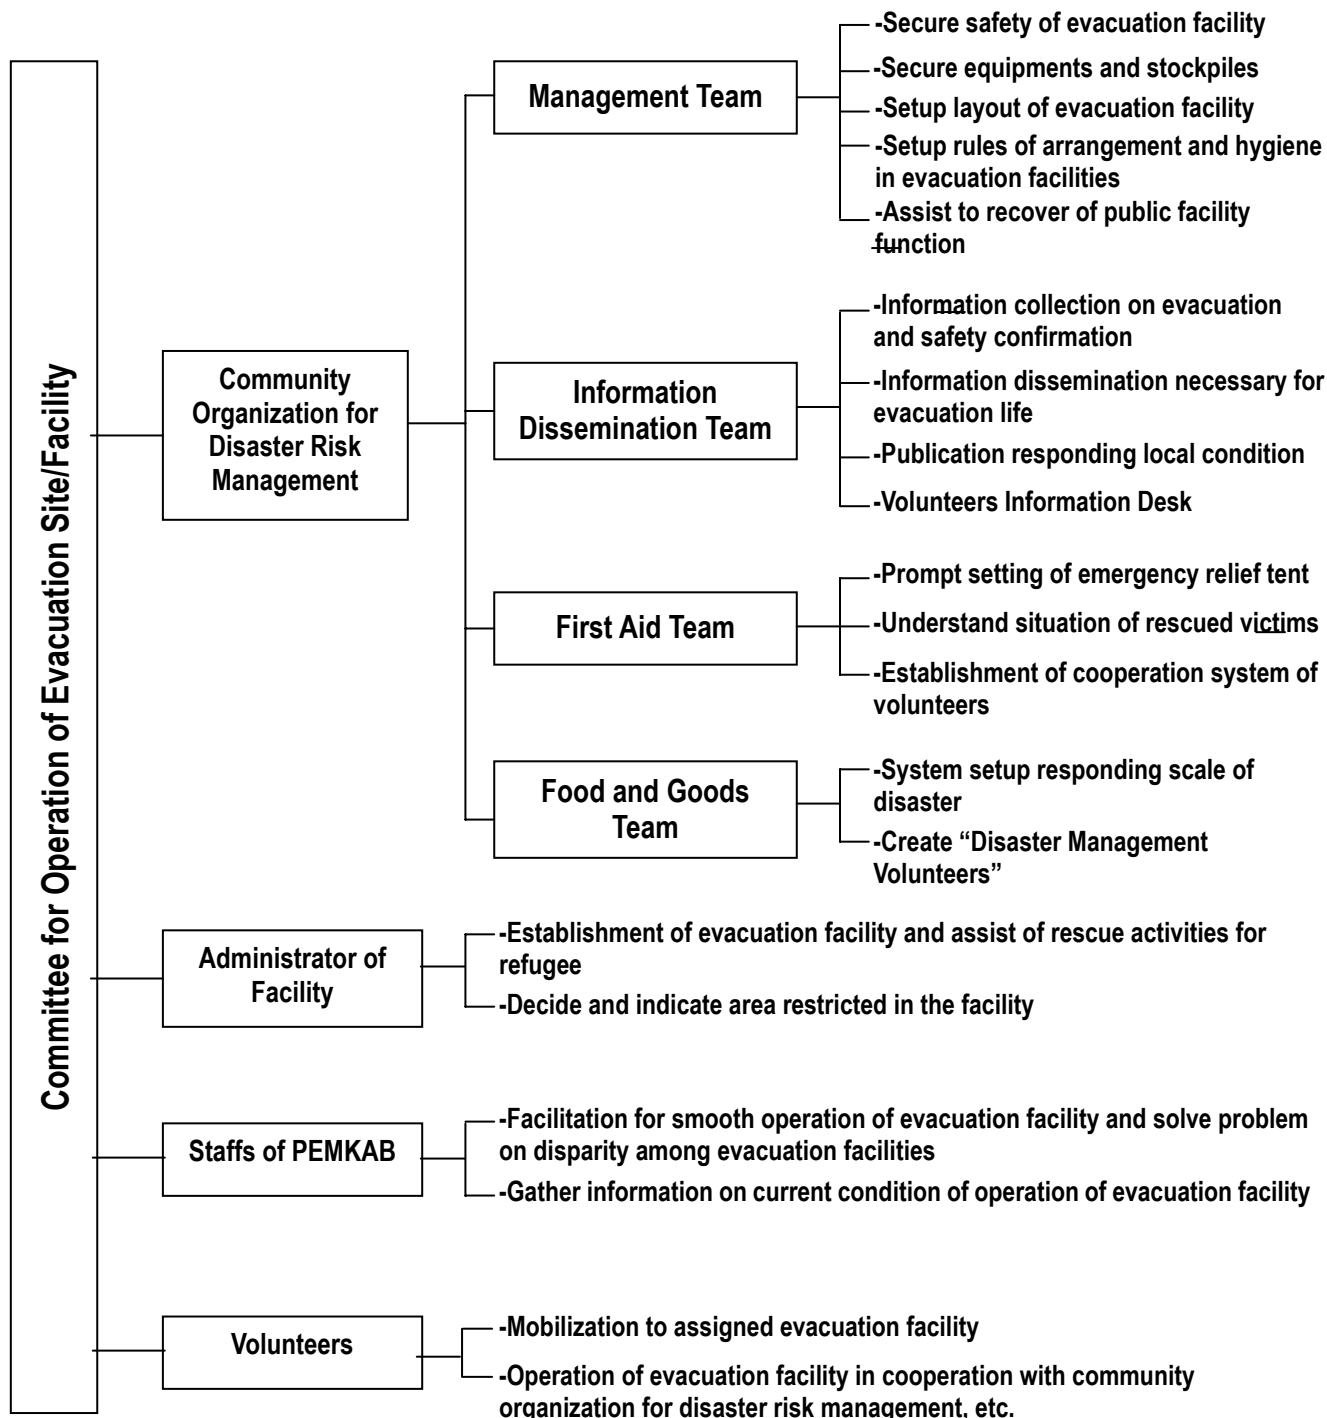 Committee for Operation of Evacuation Site/Facility
Community
Organization for
Disaster Risk
Management
Management Team
-Secure safety of evacuation facility
-Secure equipments and stockpiles
-Setup layout of evacuation facility
-Setup rules of arrangement and hygiene
in evacuation facilities
-Assist to recover of public facility
function
Information
Dissemination Team
-Information collection on evacuation
and safety confirmation
-Information dissemination necessary for
evacuation life
-Publication responding local condition
-Volunteers Information Desk
First Aid Team
-Prompt setting of emergency relief tent
-Understand situation of rescued victims
-Establishment of cooperation system of
volunteers
Food and Goods
Team
-System setup responding scale of
disaster
-Create “Disaster Management
Volunteers”
Administrator of
Facility
-Establishment of evacuation facility and assist of rescue activities for
refugee
-Decide and indicate area restricted in the facility
Staffs of PEMKAB
-Facilitation for smooth operation of evacuation facility and solve problem
on disparity among evacuation facilities
-Gather information on current condition of operation of evacuation facility
Volunteers
-Mobilization to assigned evacuation facility
-Operation of evacuation facility in cooperation with community
organization for disaster risk management, etc.